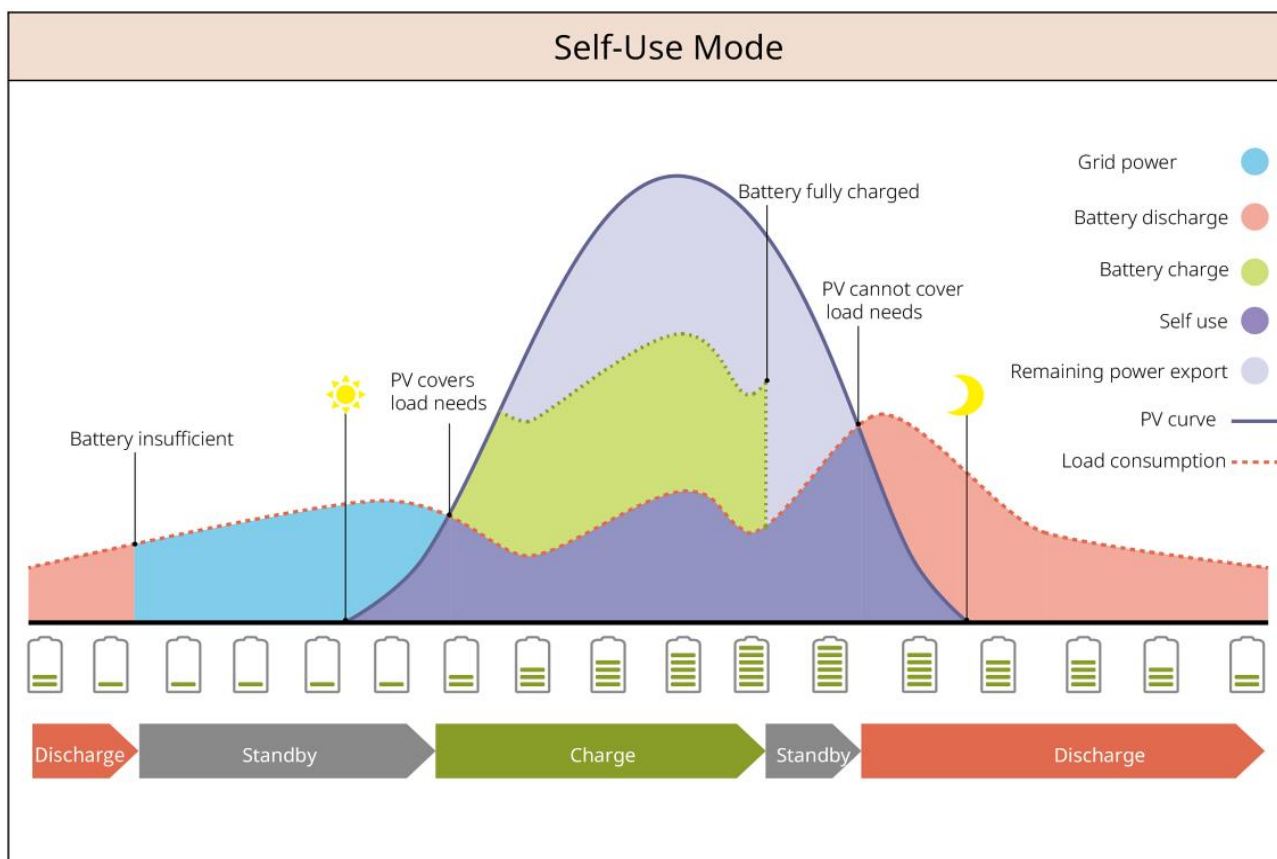 Self-Use Mode
Grid power
Battery fully charged
Battery discharge
Battery charge
PV cannot cover
load needs
Self use
PV covers
load needs
Remaining power export
PV curve
Battery insufficient
Load consumption
Discharge
Standby
Charge
Standby
Discharge